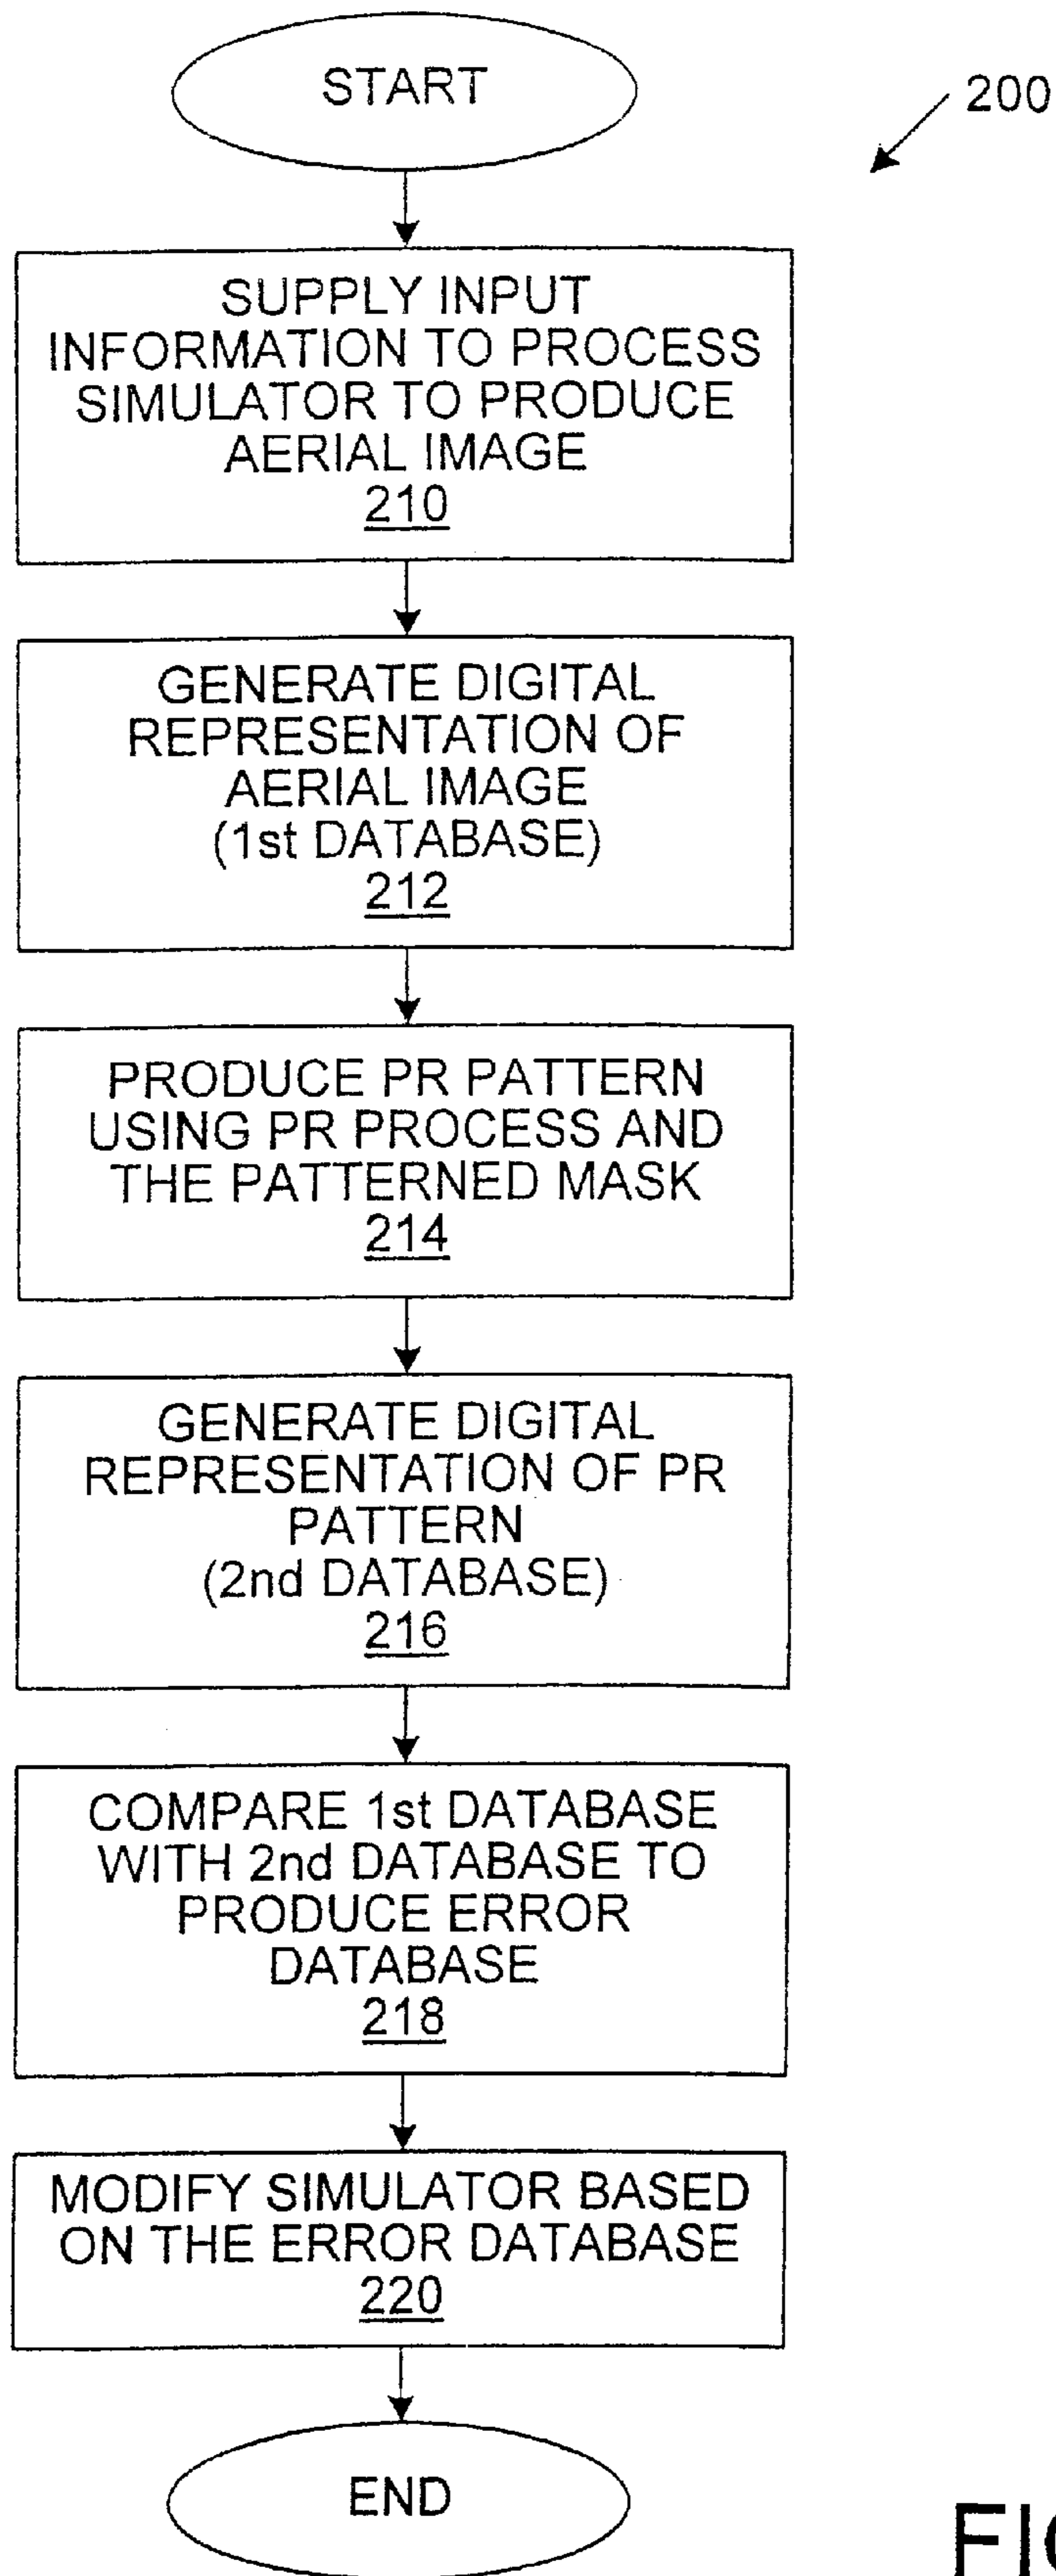 START
200
SUPPLY INPUT
INFORMATION TO PROCESS
SIMULATOR TO PRODUCE
AERIAL IMAGE
210
GENERATE DIGITAL
REPRESENTATION OF
AERIAL IMAGE
(1st DATABASE)
212
PRODUCE PR PATTERN
USING PR PROCESS AND
THE PATTERNED MASK
214
GENERATE DIGITAL
REPRESENTATION OF PR
PATTERN
(2nd DATABASE)
216
COMPARE 1st DATABASE
WITH 2nd DATABASE TO
PRODUCE ERROR
DATABASE
218
MODIFY SIMULATOR BASED
ON THE ERROR DATABASE
220
END